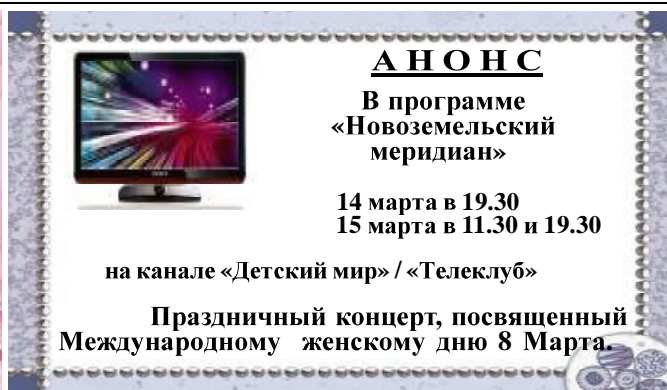 АНОНС
В программе
«Новоземельский
меридиан»
14 марта в 19.30
15 марта в 11.30 и 19.30
на канале «Детский мир» / «Телеклуб»
Праздничный концерт, посвященный
Международному женскому дню 8 Марта.